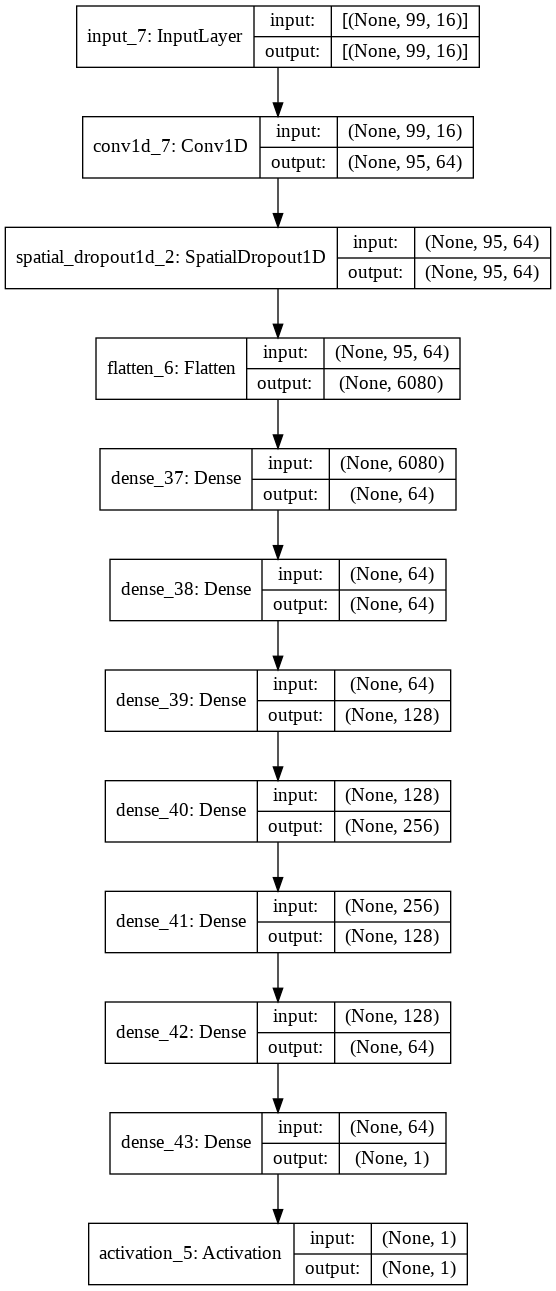 input_7: InputLayer
input: [(None, 99, 16)]
output: [(None, 99, 16)]
conv1d_7: Conv1D
input: (None, 99, 16)
output: (None, 95, 64)
spatial_dropout1d_2: SpatialDropout1D
input: (None, 95, 64)
output: (None, 95, 64)
flatten_6: Flatten
input: (None, 95, 64)
output: (None, 6080)
dense_37: Dense
input: (None, 6080)
output: (None, 64)
dense_38: Dense
input: (None, 64)
output: (None, 64)
dense_39: Dense
input: (None, 64)
output: (None, 128)
dense_40: Dense
input: (None, 128)
output: (None, 256)
dense_41: Dense
input: (None, 256)
output: (None, 128)
dense_42: Dense
input: (None, 128)
output: (None, 64)
dense_43: Dense
input: (None, 64)
output: (None, 1)
activation_5: Activation
input: (None, 1)
output: (None, 1)